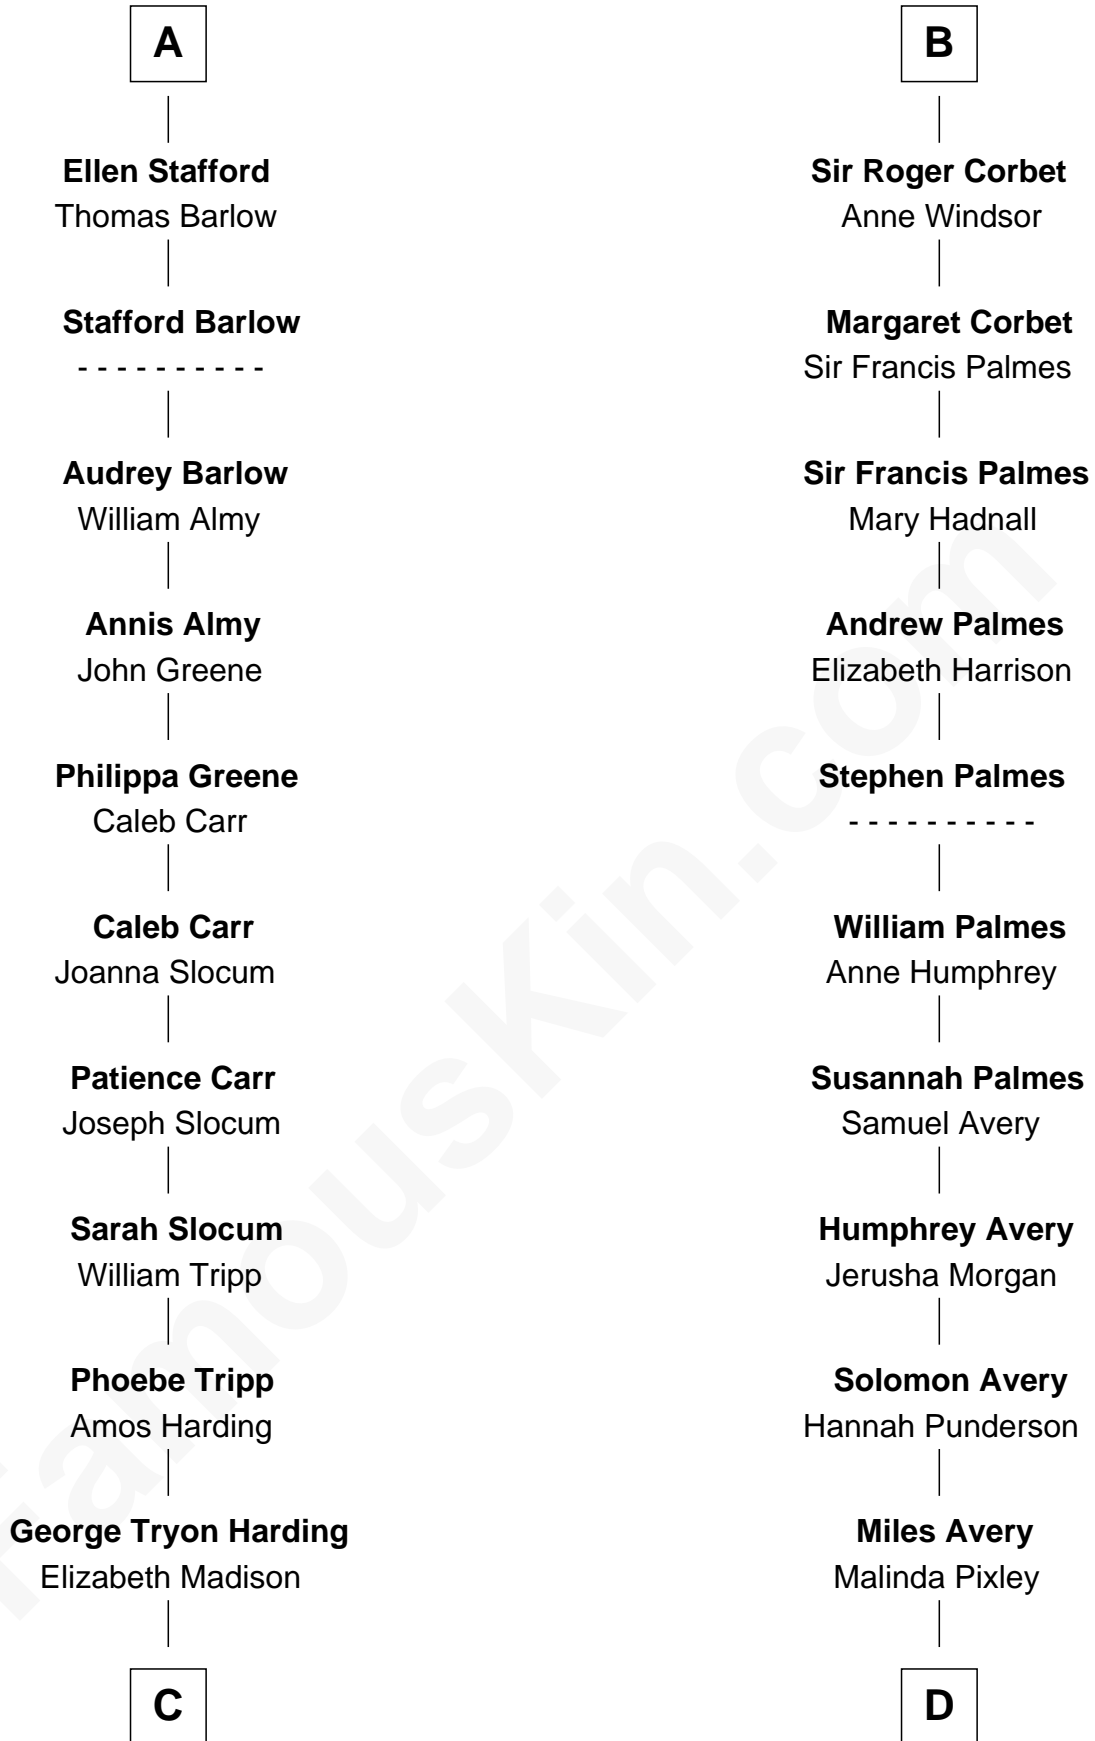 A
Ellen Stafford
Thomas Barlow
Stafford Barlow
- - - - - - - - - -
Audrey Barlow
William Almy
Annis Almy
John Greene
Philippa Greene
Caleb Carr
Caleb Carr
Joanna Slocum
Patience Carr
Joseph Slocum
Sarah Slocum
William Tripp
Phoebe Tripp
Amos Harding
George Tryon Harding
Elizabeth Madison
C
B
Sir Roger Corbet
Anne Windsor
Margaret Corbet
Sir Francis Palmes
Sir Francis Palmes
Mary Hadnall
Andrew Palmes
Elizabeth Harrison
Stephen Palmes
- - - - - - - - - -
William Palmes
Anne Humphrey
Susannah Palmes
Samuel Avery
Humphrey Avery
Jerusha Morgan
Solomon Avery
Hannah Punderson
Miles Avery
Malinda Pixley
D
FamousKin.com